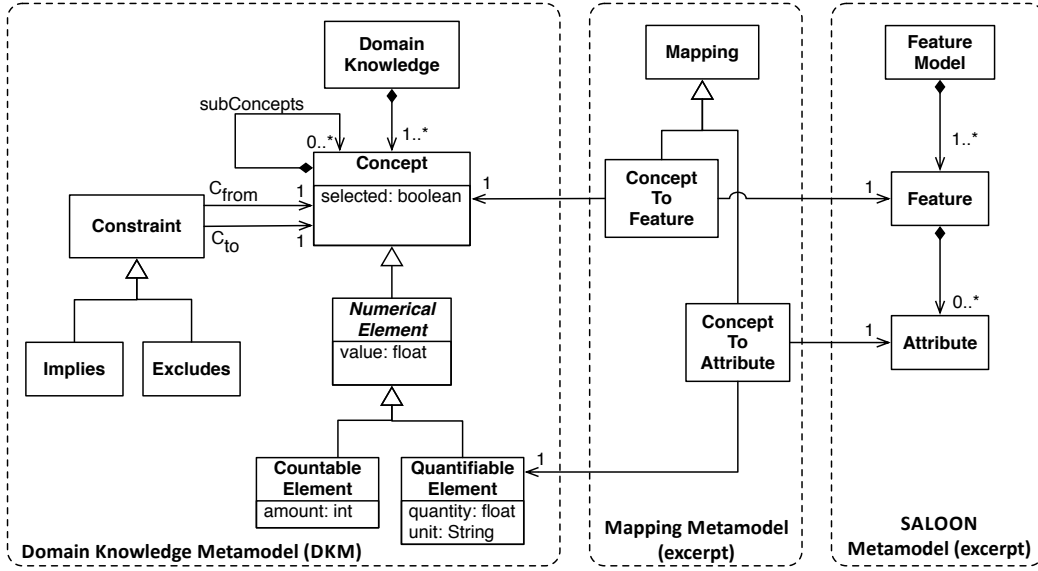 Domain
Knowledge
subConcepts
0..*
1..*
Concept
selected: boolean
Cfrom
1
Cto
1
Constraint
Implies
Excludes
Numerical
Element
value: float
Countable
Element
amount: int
Quantifiable
Element
quantity: float
unit: String
Domain Knowledge Metamodel (DKM)
Mapping
1
Concept
To
Feature
1
Concept
To
Attribute
1
1
Mapping Metamodel
(excerpt)
Feature
Model
1..*
Feature
0..*
Attribute
SALOON
Metamodel (excerpt)